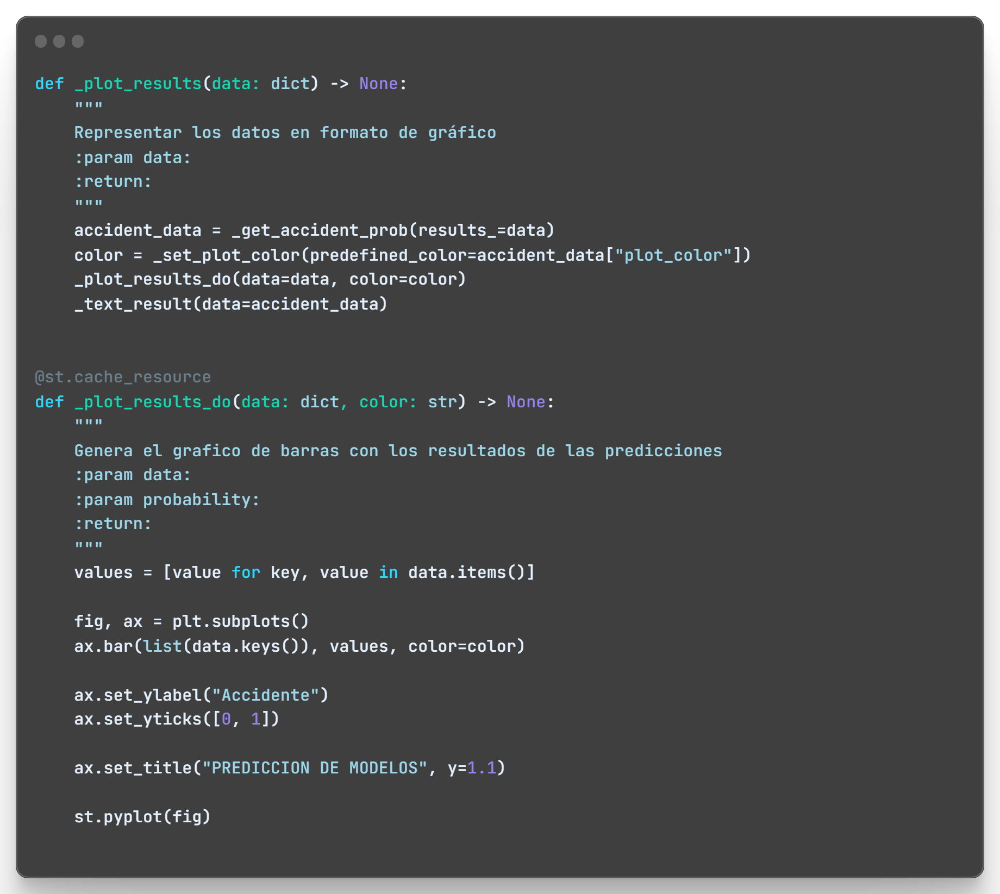 def _plot_results(data: dict) -> None:
    """
    Representar los datos en formato de gráfico
    :param data:
    :return:
    """
    accident_data = _get_accident_prob(results_=data)
    color = _set_plot_color(predefined_color=accident_data["plot_color"])
    _plot_results_do(data=data, color=color)
    _text_result(data=accident_data)


@st.cache_resource
def _plot_results_do(data: dict, color: str) -> None:
    """
    Genera el grafico de barras con los resultados de las predicciones
    :param data:
    :param probability:
    :return:
    """
    values = [value for key, value in data.items()]

    fig, ax = plt.subplots()
    ax.bar(list(data.keys()), values, color=color)

    ax.set_ylabel("Accidente")
    ax.set_yticks([0, 1])

    ax.set_title("PREDICCION DE MODELOS", y=1.1)

    st.pyplot(fig)